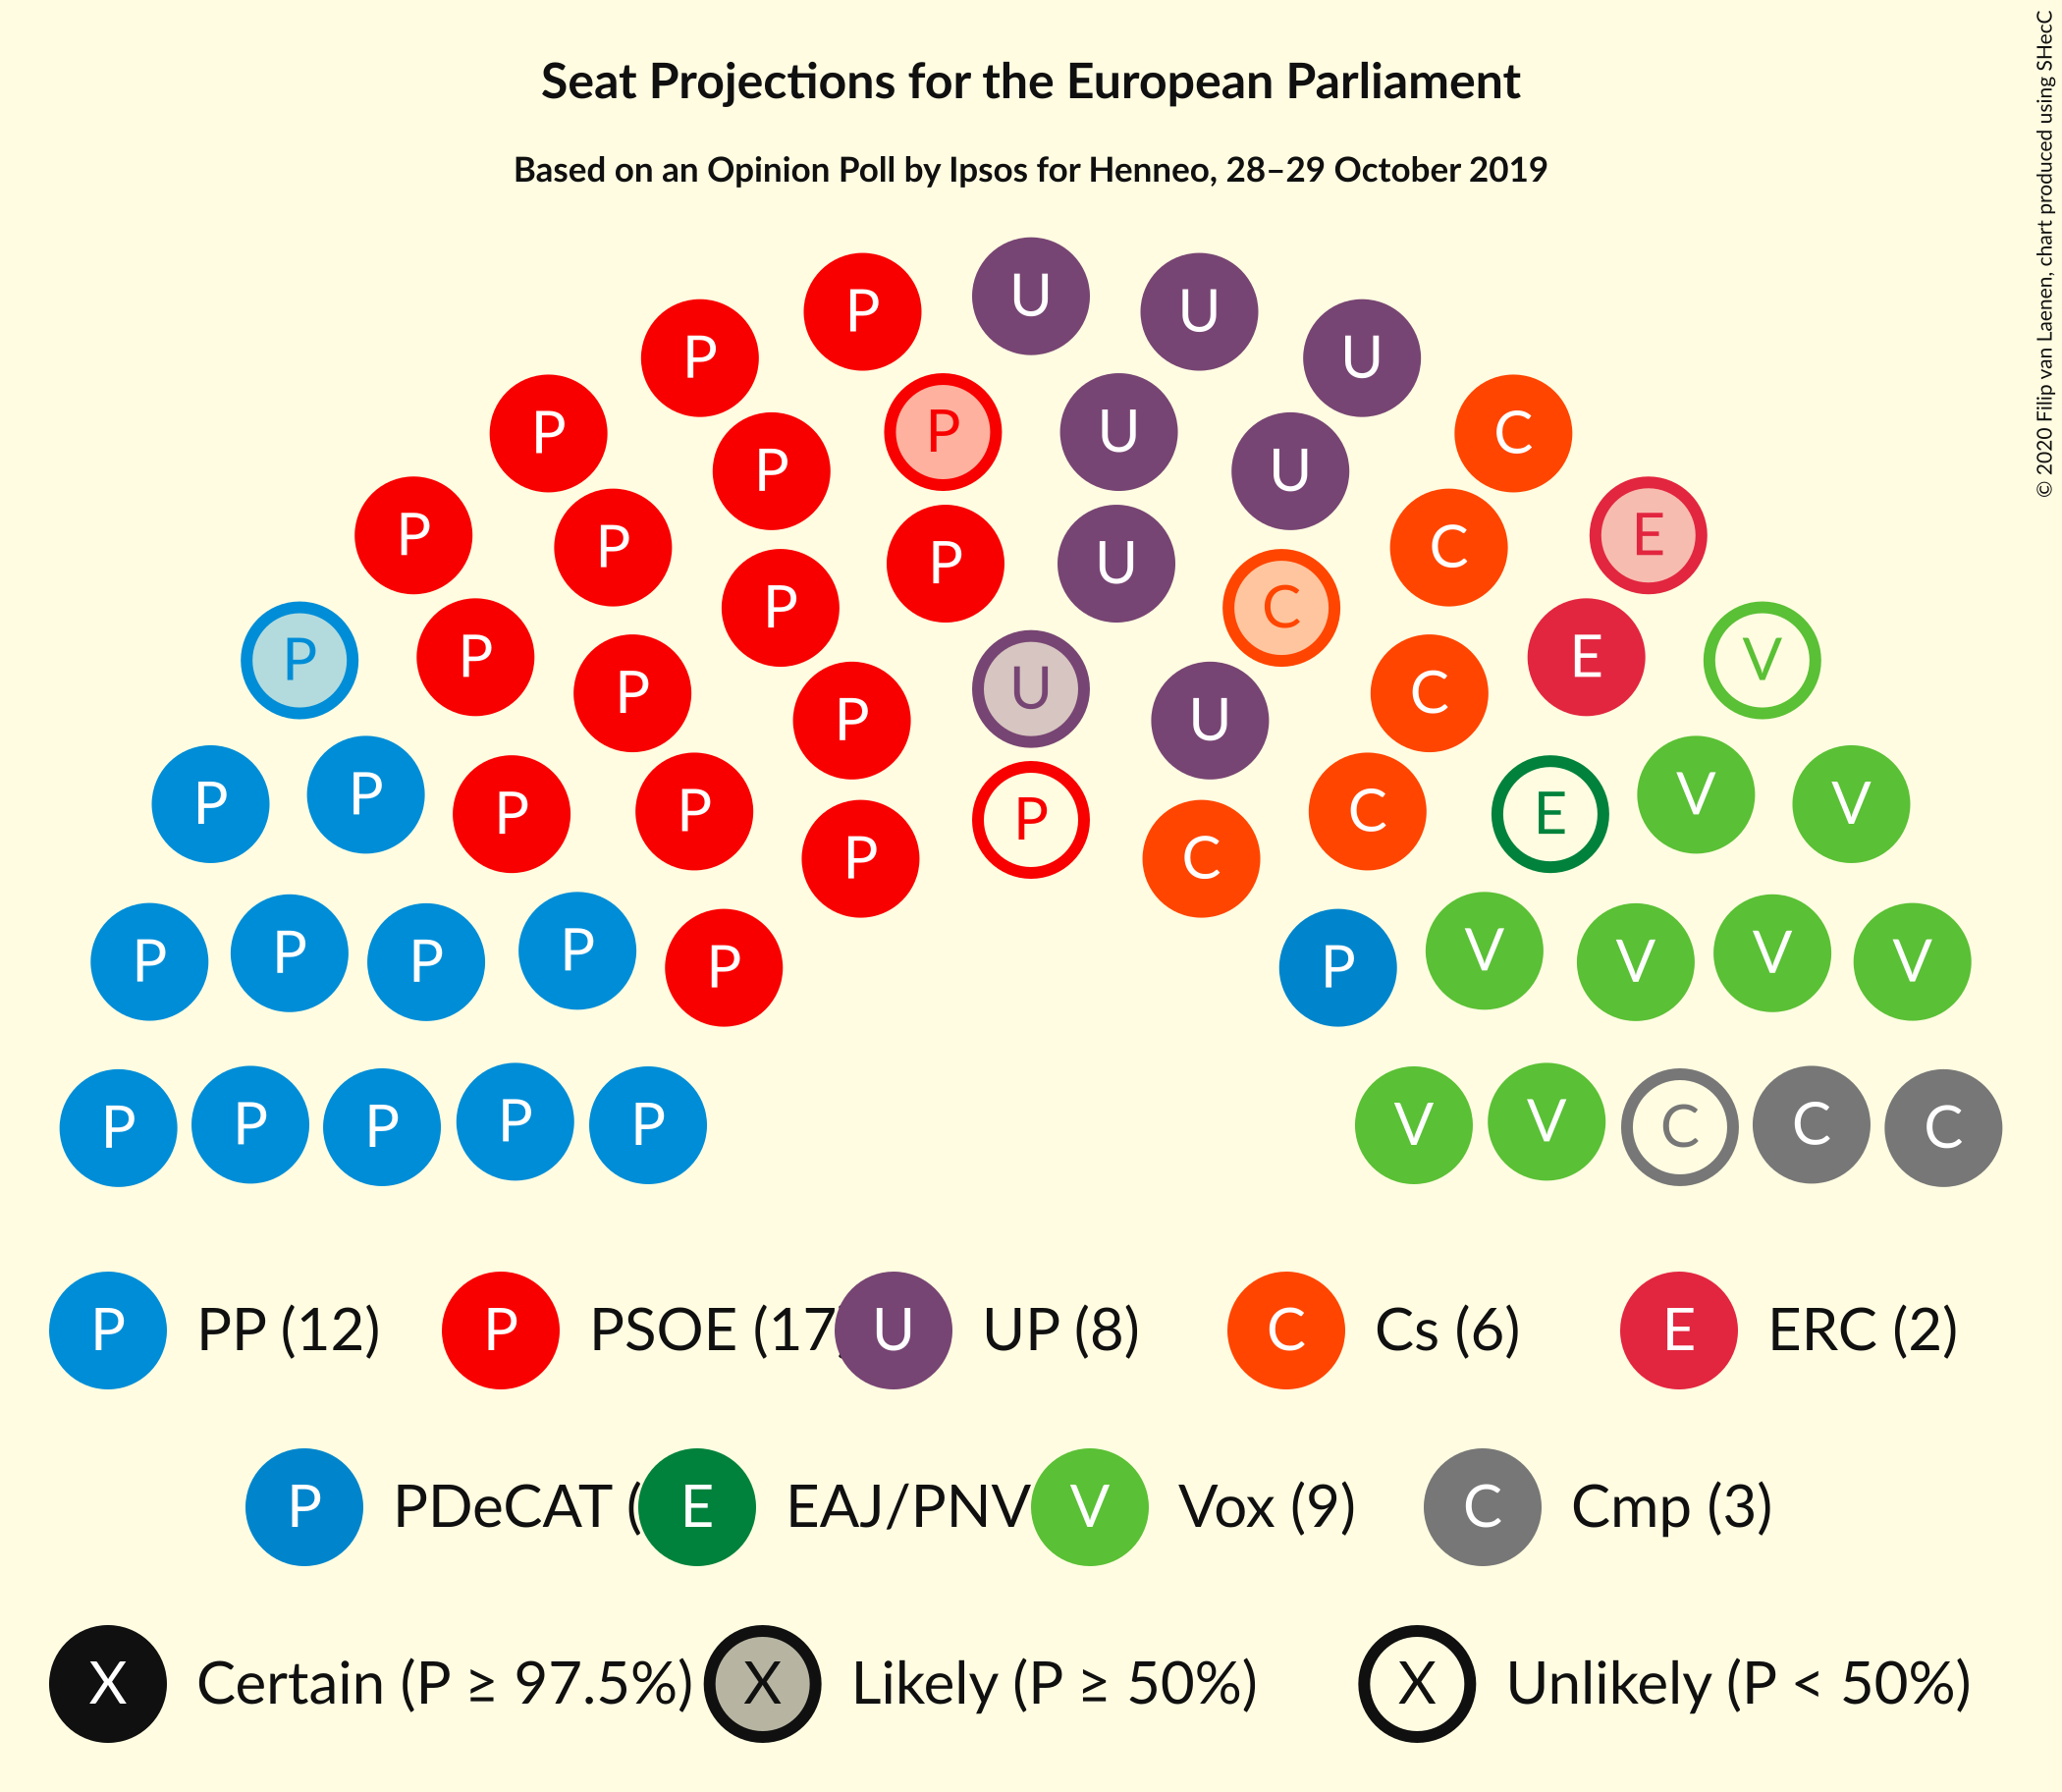 Seat Projections for the European Parliament
Based on an Opinion Poll by Ipsos for Henneo, 28–29 October 2019
© 2020 Filip van Laenen, chart produced using SHecC
U
P U
P U
P P U C
P U
P P P U C E
P C
P P P U C E V
P U
P P P P P C E V V
P C
P P P P P P V V V V
P P P P P V V C C C
P PP (12) P PSOE (17 U UP (8) C Cs (6) E ERC (2)
P PDeCAT ( E EAJ/PNV V Vox (9) C Cmp (3)
X Certain (P ≥ 97.5%) X Likely (P ≥ 50%) X Unlikely (P < 50%)